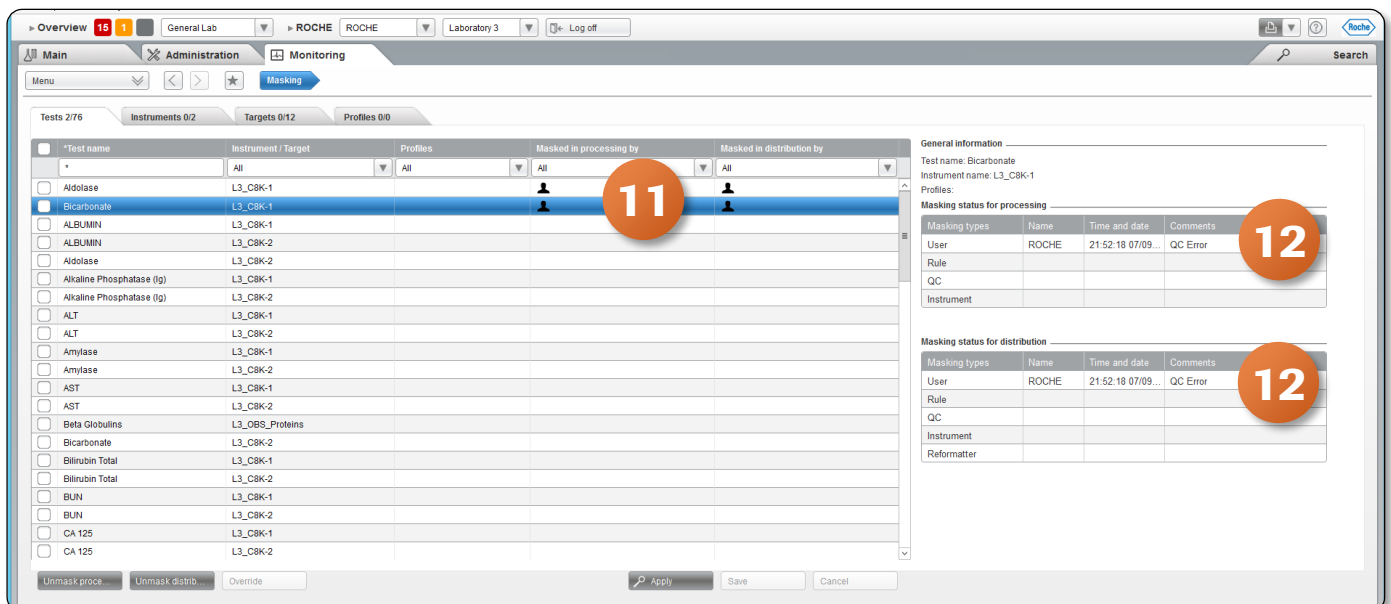 Overview 15 1 General Lab ROCHE ROCHE Laboratory 3 Log off Roche
Main Administration Monitoring Search
Menu Masking
Tests 2/76 Instruments 0/2 Targets 0/12 Profiles 0/0
*Test name Instrument / Target Profiles Masked in processing by Masked in distribution by
* All All All All
Aldolase L3_C8K-1
Bicarbonate L3_C8K-1
ALBUMIN L3_C8K-1
ALBUMIN L3_C8K-2
Aldolase L3_C8K-2
Alkaline Phosphatase (Ig) L3_C8K-1
Alkaline Phosphatase (Ig) L3_C8K-2
ALT L3_C8K-1
ALT L3_C8K-2
Amylase L3_C8K-1
Amylase L3_C8K-2
AST L3_C8K-1
AST L3_C8K-2
Beta Globulins L3_OBS_Proteins
Bicarbonate L3_C8K-2
Bilirubin Total L3_C8K-1
Bilirubin Total L3_C8K-2
BUN L3_C8K-1
BUN L3_C8K-2
CA 125 L3_C8K-1
CA 125 L3_C8K-2
11
Unmask proce... Unmask distrib... Override Apply Save Cancel
General information
Test name: Bicarbonate
Instrument name: L3_C8K-1
Profiles:
Masking status for processing
Masking types Name Time and date Comments
User ROCHE 21:52:18 07/09... QC Error
Rule
QC
Instrument
12
Masking status for distribution
Masking types Name Time and date Comments
User ROCHE 21:52:18 07/09... QC Error
Rule
QC
Instrument
Reformatter
12